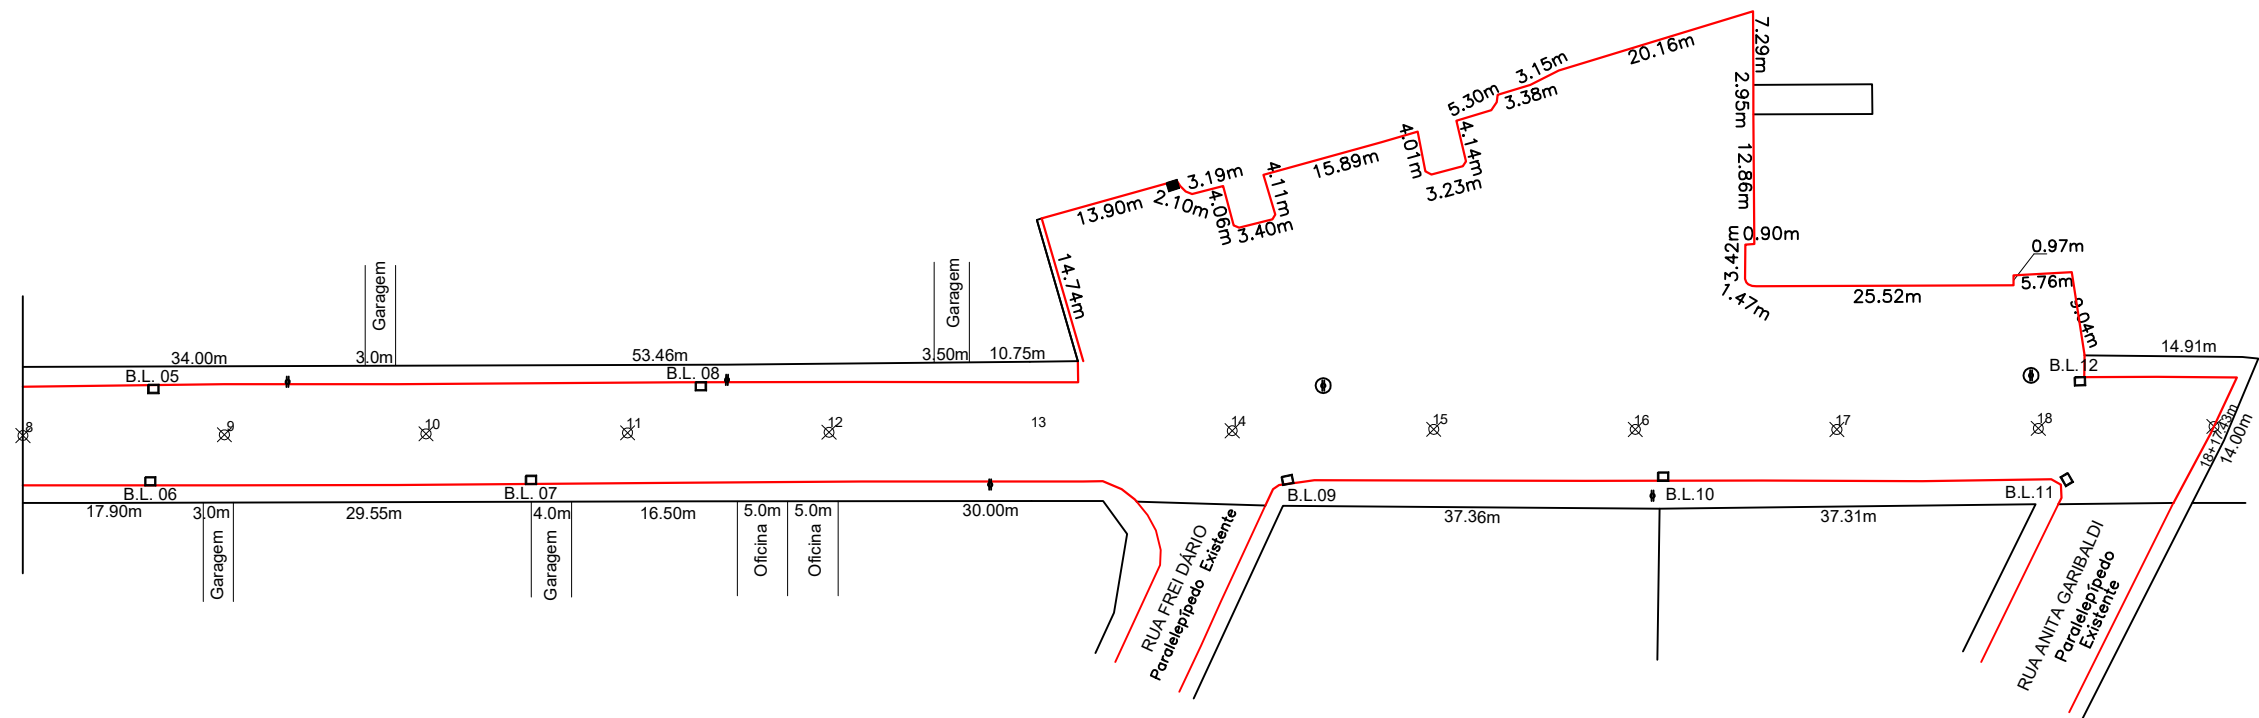 7.29m
20.16m
3.15m
2.95m
5.30m
3.38m
4.01m
4.14m
12.86m
15.89m
3.19m
4.11m
3.23m
13.90m
2.10m
4.06m
3.40m
0.90m
3.42m
0.97m
14.74m
5.76m
1.47m
25.52m
9.04m
Garagem
Garagem
34.00m
3.0m
53.46m
3.50m
10.75m
14.91m
B.L. 05
B.L. 08
B.L.12
8
9
10
11
12
13
14
15
16
17
18
18+17/43m
14.00m
B.L. 06
B.L. 07
B.L.09
B.L.10
B.L.11
17.90m
3.0m
29.55m
4.0m
16.50m
5.0m
5.0m
30.00m
37.36m
37.31m
Garagem
Garagem
Oficina
Oficina
RUA FREI DÁRIO
Paralelepípedo Existente
RUA ANITA GARIBALDI
Paralelepípedo
Existente